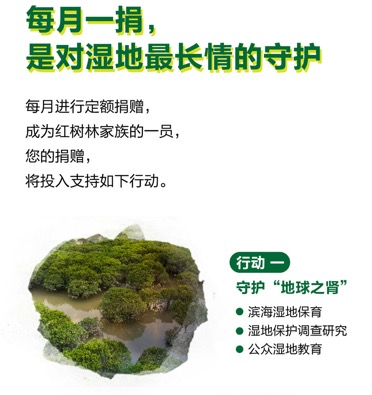 每月一捐，
是对湿地最长情的守护
每月进行定额捐赠，
成为红树林家族的一员，
您的捐赠，
将投入支持如下行动。
行动 一
守护“地球之肾”
滨海湿地保育
湿地保护调查研究
公众湿地教育